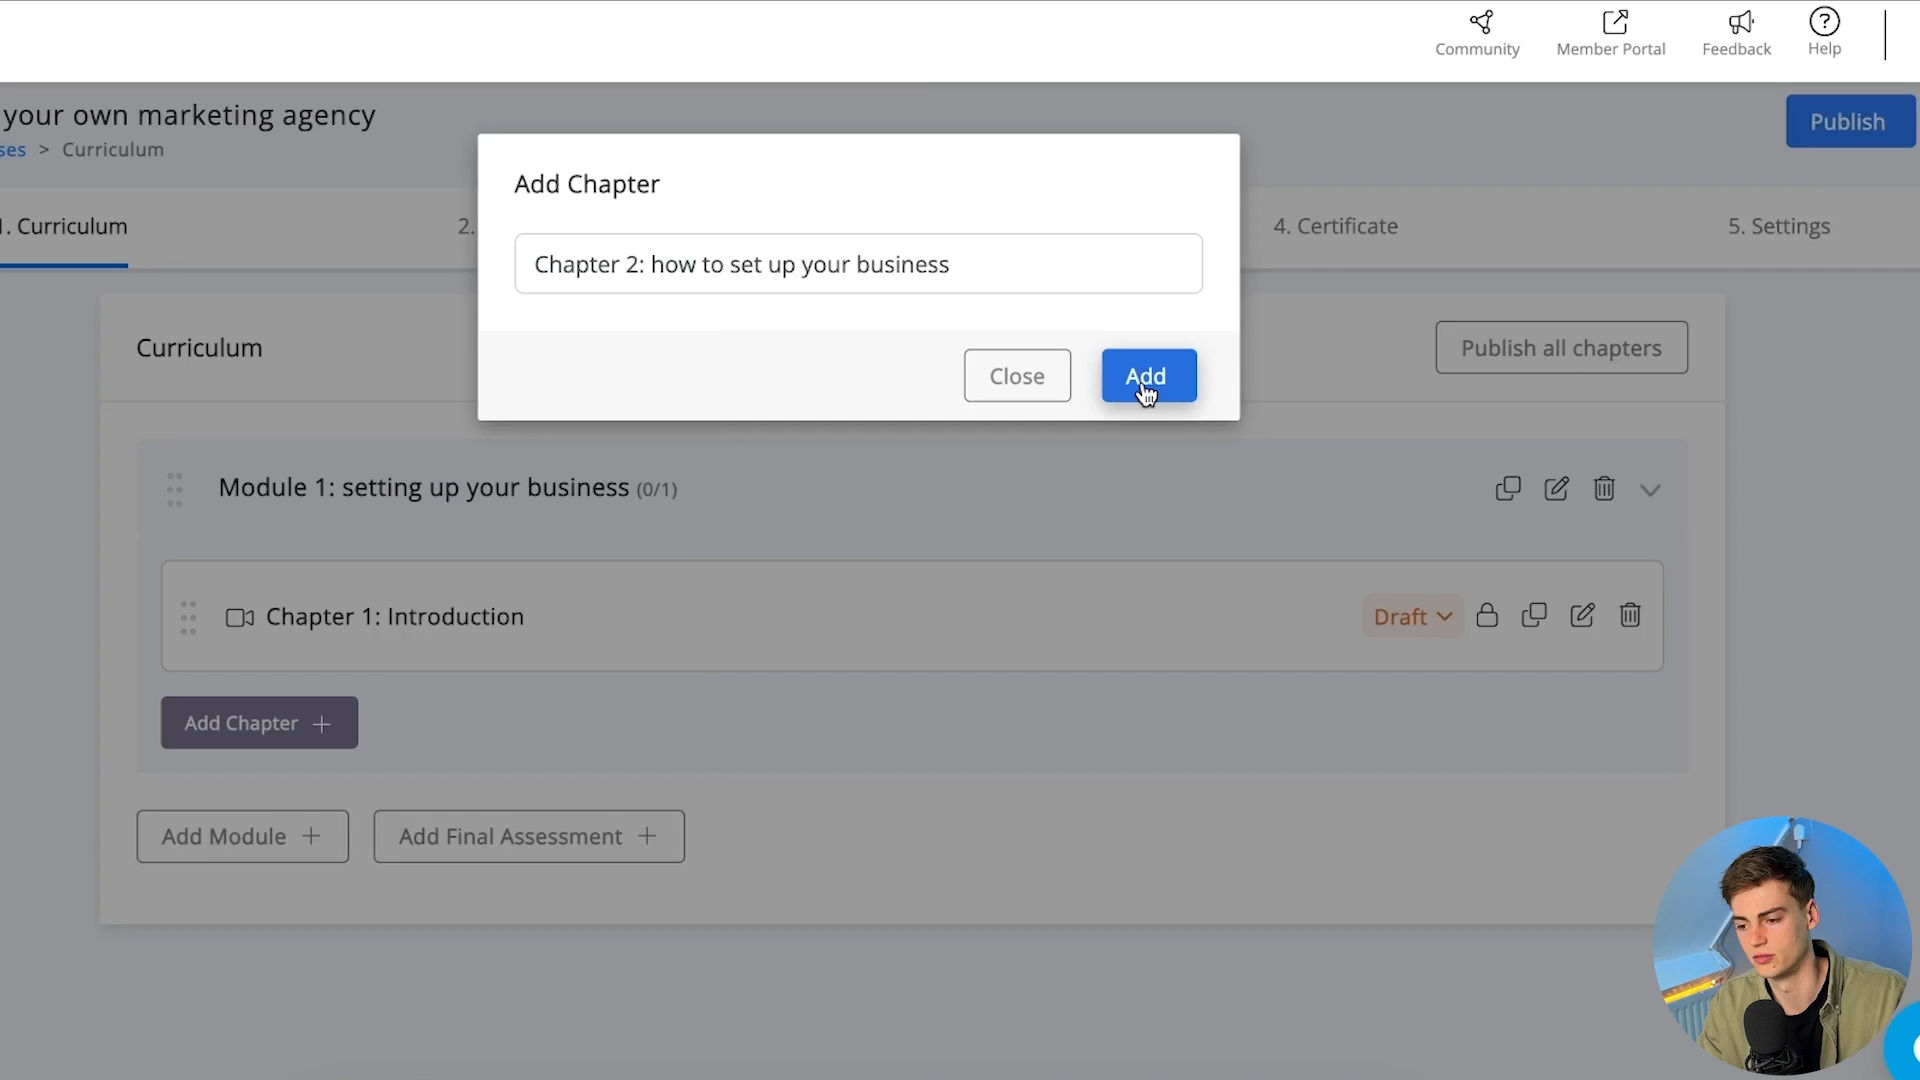 Community
Member Portal
Feedback
Help
your own marketing agency
ses > Curriculum
Publish
1. Curriculum
2.
4. Certificate
5. Settings
Add Chapter
Chapter 2: how to set up your business
Close
Add
Curriculum
Publish all chapters
Module 1: setting up your business (0/1)
Chapter 1: Introduction
Draft
Add Chapter +
Add Module +
Add Final Assessment +